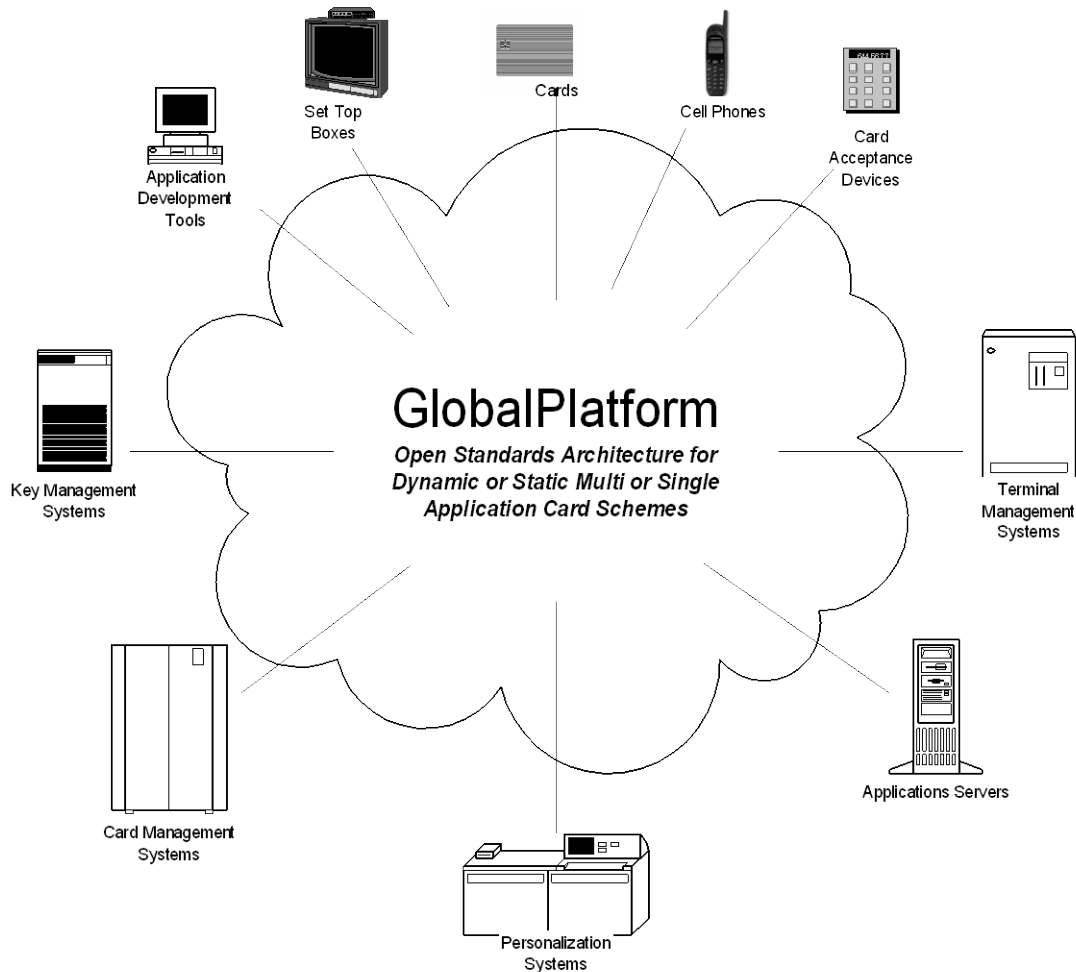 Set Top
Boxes
Cards
Cell Phones
Card
Acceptance
Devices
Application
Development
Tools
GlobalPlatform
Open Standards Architecture for
Dynamic or Static Multi or Single
Application Card Schemes
Key Management
Systems
Terminal
Management
Systems
Card Management
Systems
Applications Servers
Personalization
Systems